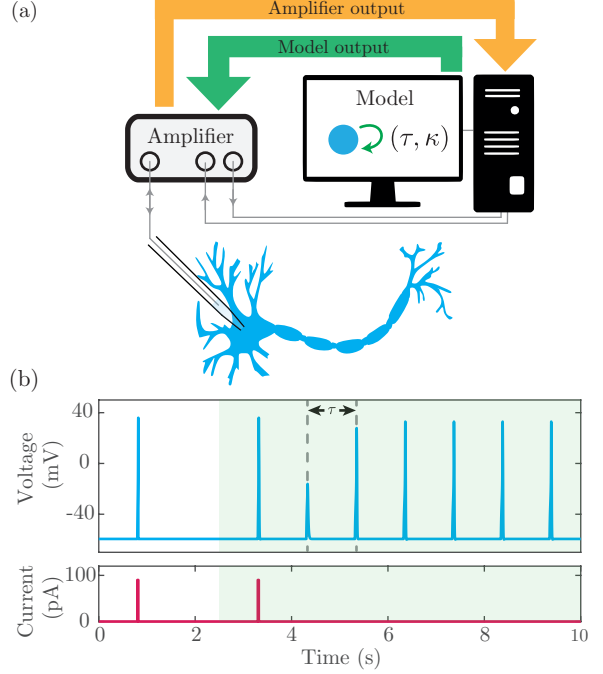 (a)
Amplifier output
Model output
Model
Amplifier
(τ, κ)
(b)
τ
40
0
-40
Voltage
(mV)
100
0
Current
(pA)
0 2 4 6 8 10
Time (s)